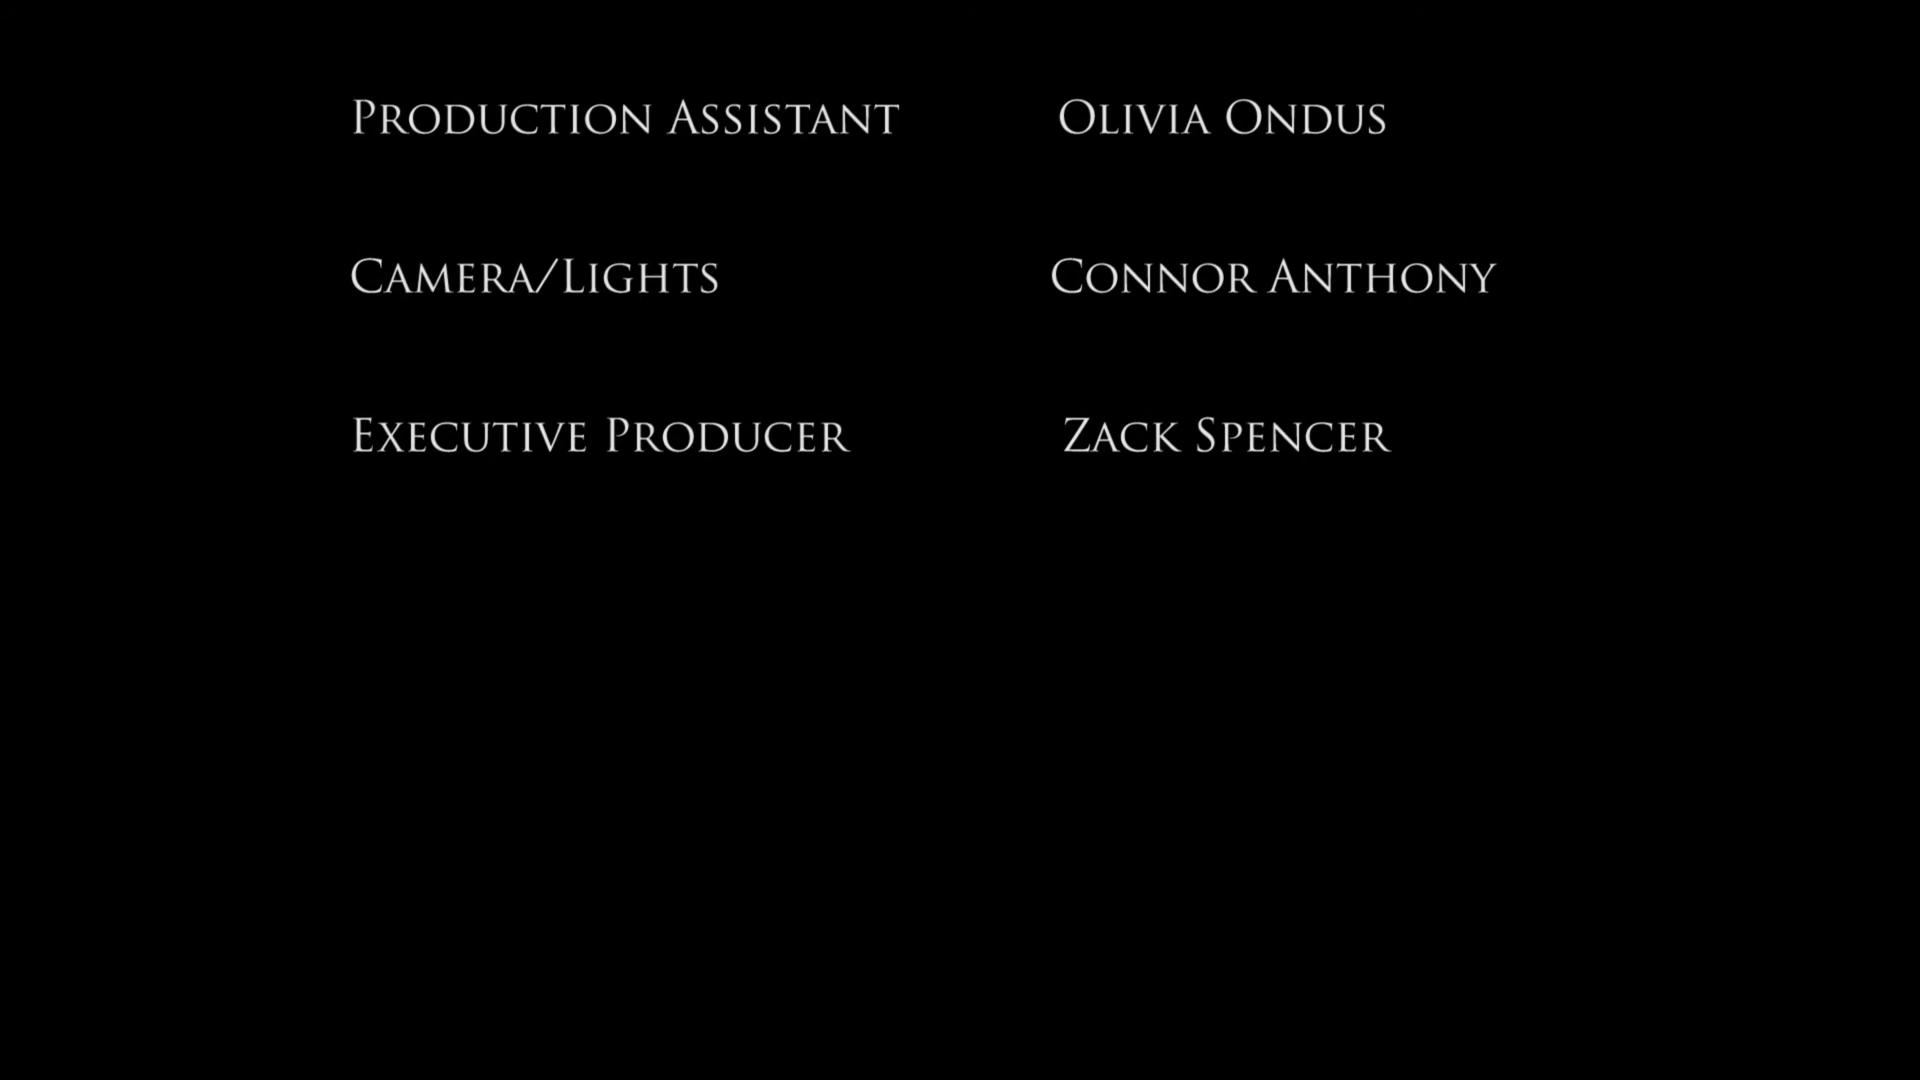 Production Assistant Olivia Ondus
Camera/Lights Connor Anthony
Executive Producer Zack Spencer